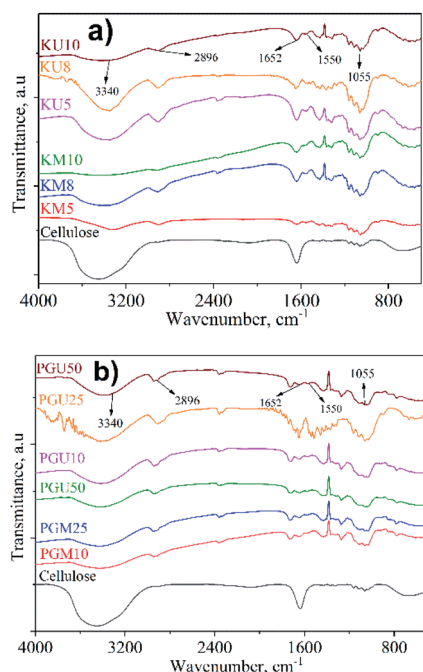 a)
KU10
KU8
KU5
KM10
KM8
KM5
Cellulose
3340
2896
1652
1550
1055
Transmittance, a.u
4000 3200 2400 1600 800
Wavenumber, cm-1
b)
PGU50
PGU25
PGU10
PGU50
PGM25
PGM10
Cellulose
3340
2896
1652
1550
1055
Transmittance, a.u
4000 3200 2400 1600 800
Wavenumber, cm-1